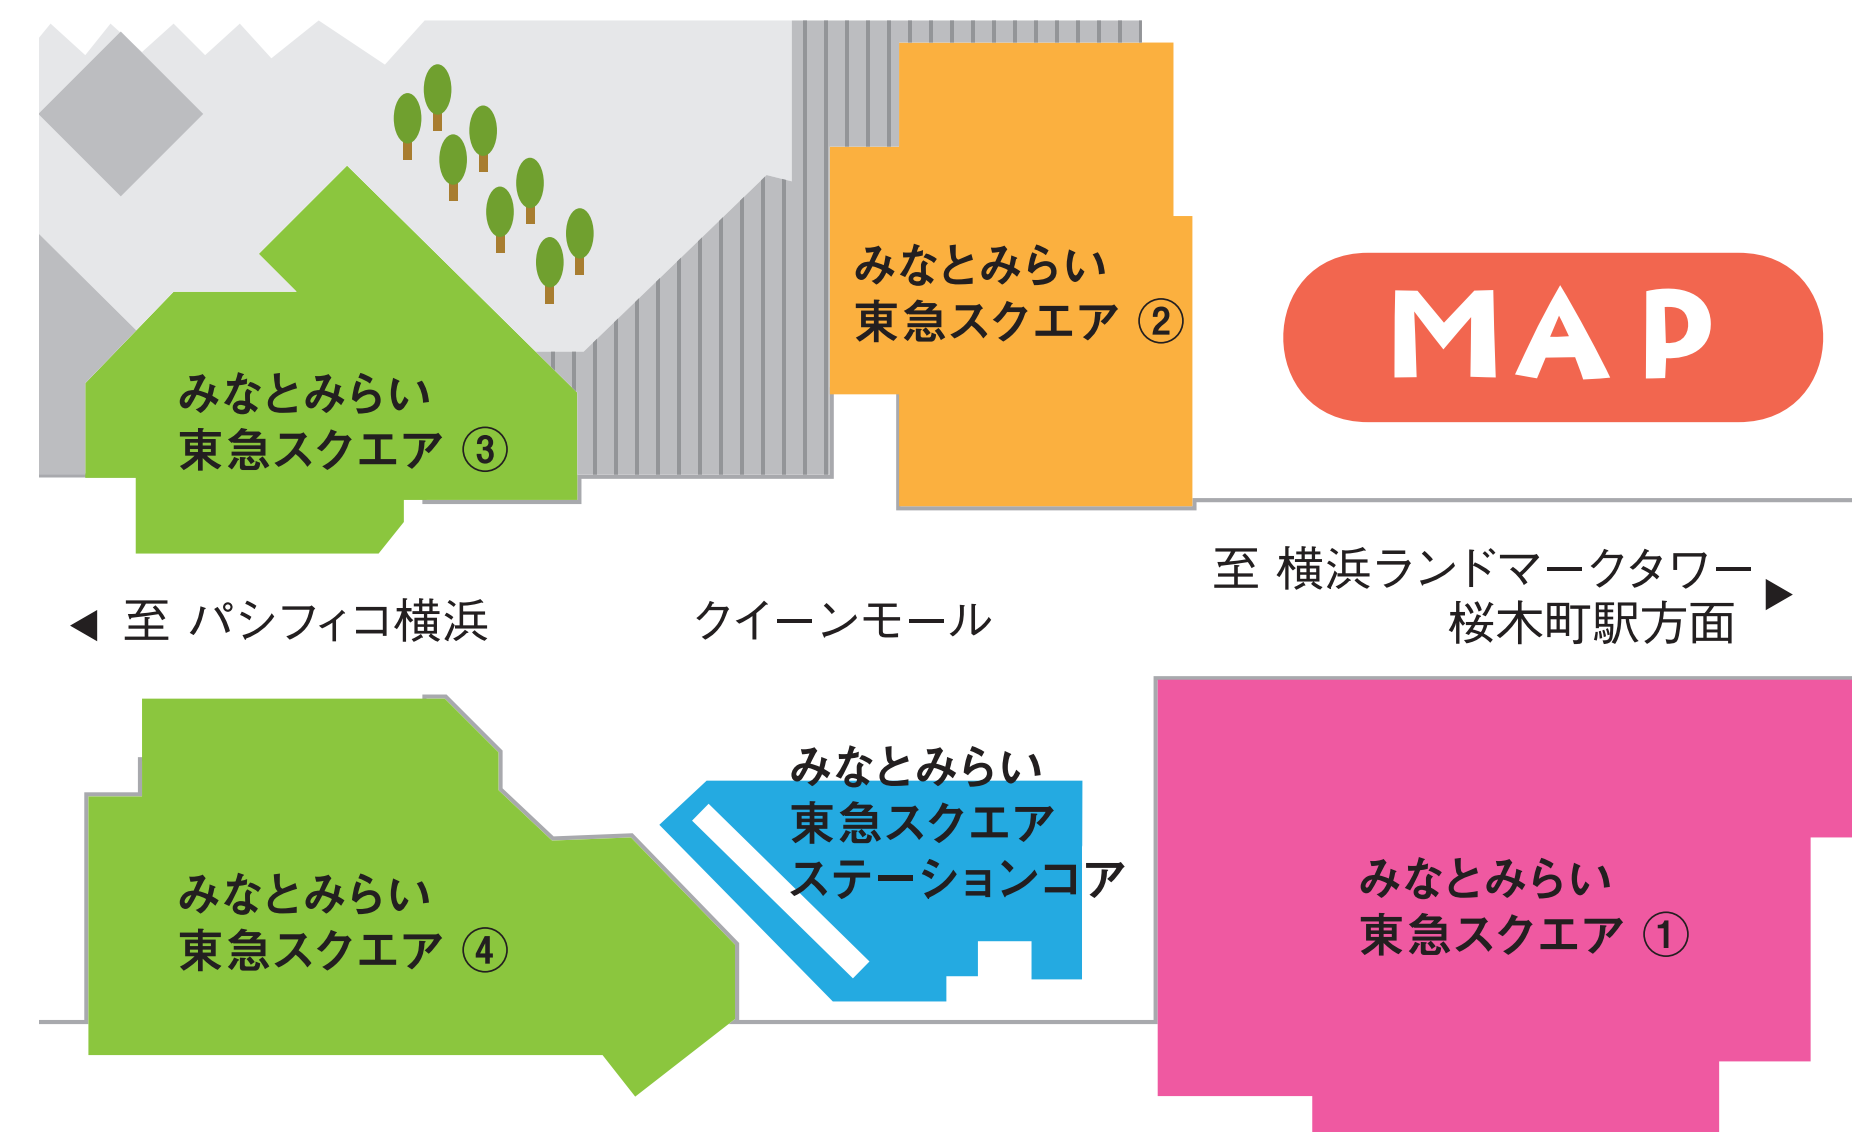 みなとみらい
東急スクエア ②
MAP
みなとみらい
東急スクエア ③
至 横浜ランドマークタワー
桜木町駅方面 ▶
◀ 至 パシフィコ横浜
クイーンモール
みなとみらい
東急スクエア
ステーションコア
みなとみらい
東急スクエア ④
みなとみらい
東急スクエア ①